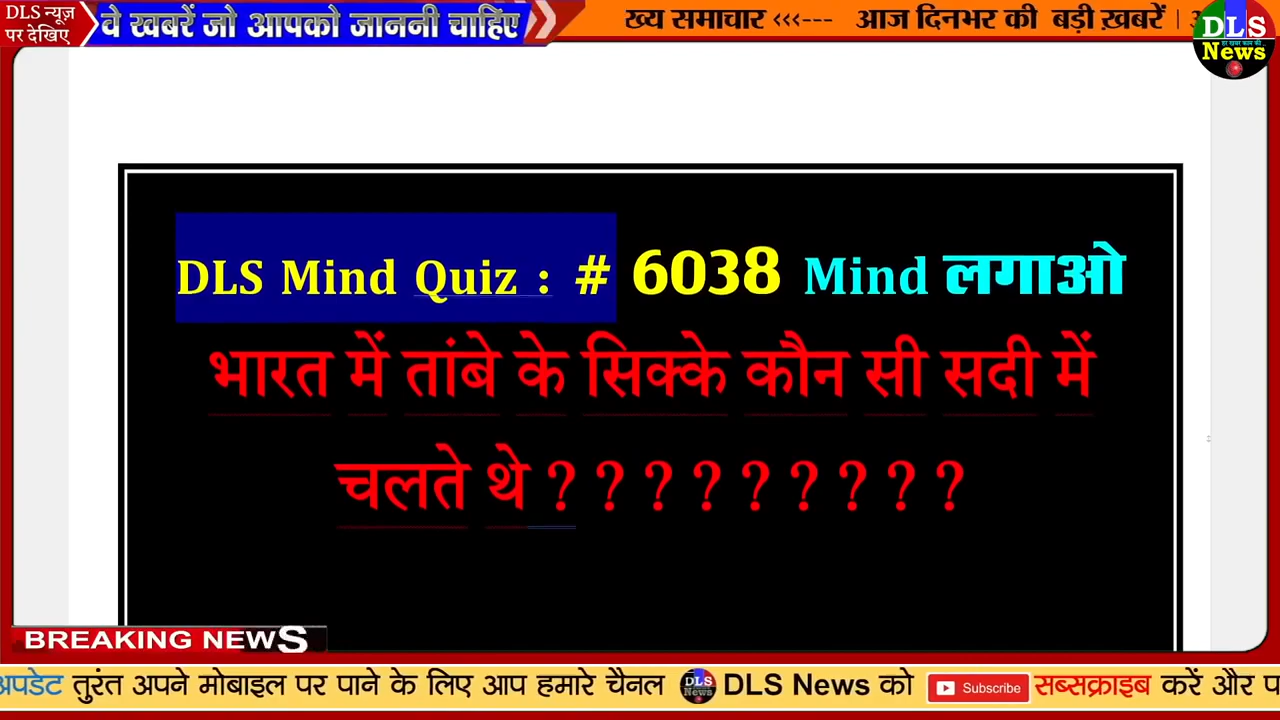 DLS न्यूज़ पर देखिए
वे खबरें जो आपको जाननी चाहिंए
ख्य समाचार <<<--- आज दिनभर की बड़ी ख़बरें |
DLS
News
DLS Mind Quiz : # 6038 Mind लगाओ
भारत में तांबे के सिक्के कौन सी सदी में
चलते थे ? ? ? ? ? ? ? ? ?
BREAKING NEWS
अपडेट तुरंत अपने मोबाइल पर पाने के लिए आप हमारे चैनल DLS News DLS News को Subscribe सब्सक्राइब करें और प